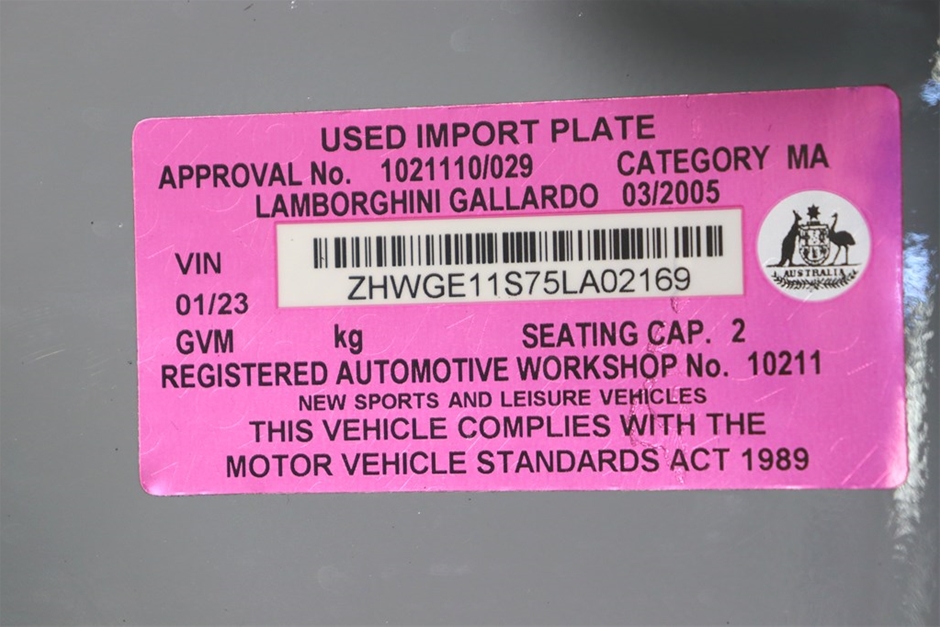 USED IMPORT PLATE
APPROVAL No. 1021110/029 CATEGORY MA
LAMBORGHINI GALLARDO 03/2005
VIN ZHWGE11S75LA02169
01/23
AUSTRALIA
GVM kg SEATING CAP. 2
REGISTERED AUTOMOTIVE WORKSHOP No. 10211
NEW SPORTS AND LEISURE VEHICLES
THIS VEHICLE COMPLIES WITH THE
MOTOR VEHICLE STANDARDS ACT 1989